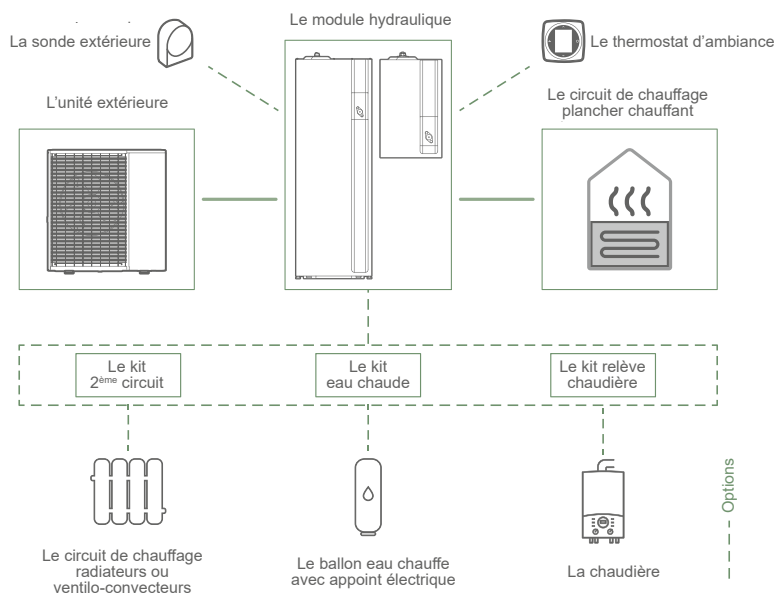 Le module hydraulique
La sonde extérieure
Le thermostat d'ambiance
L'unité extérieure
Le circuit de chauffage
plancher chauffant
Le kit
2ème circuit
Le kit
eau chaude
Le kit relève
chaudière
Options
Le circuit de chauffage
radiateurs ou
ventilo-convecteurs
Le ballon eau chauffe
avec appoint électrique
La chaudière